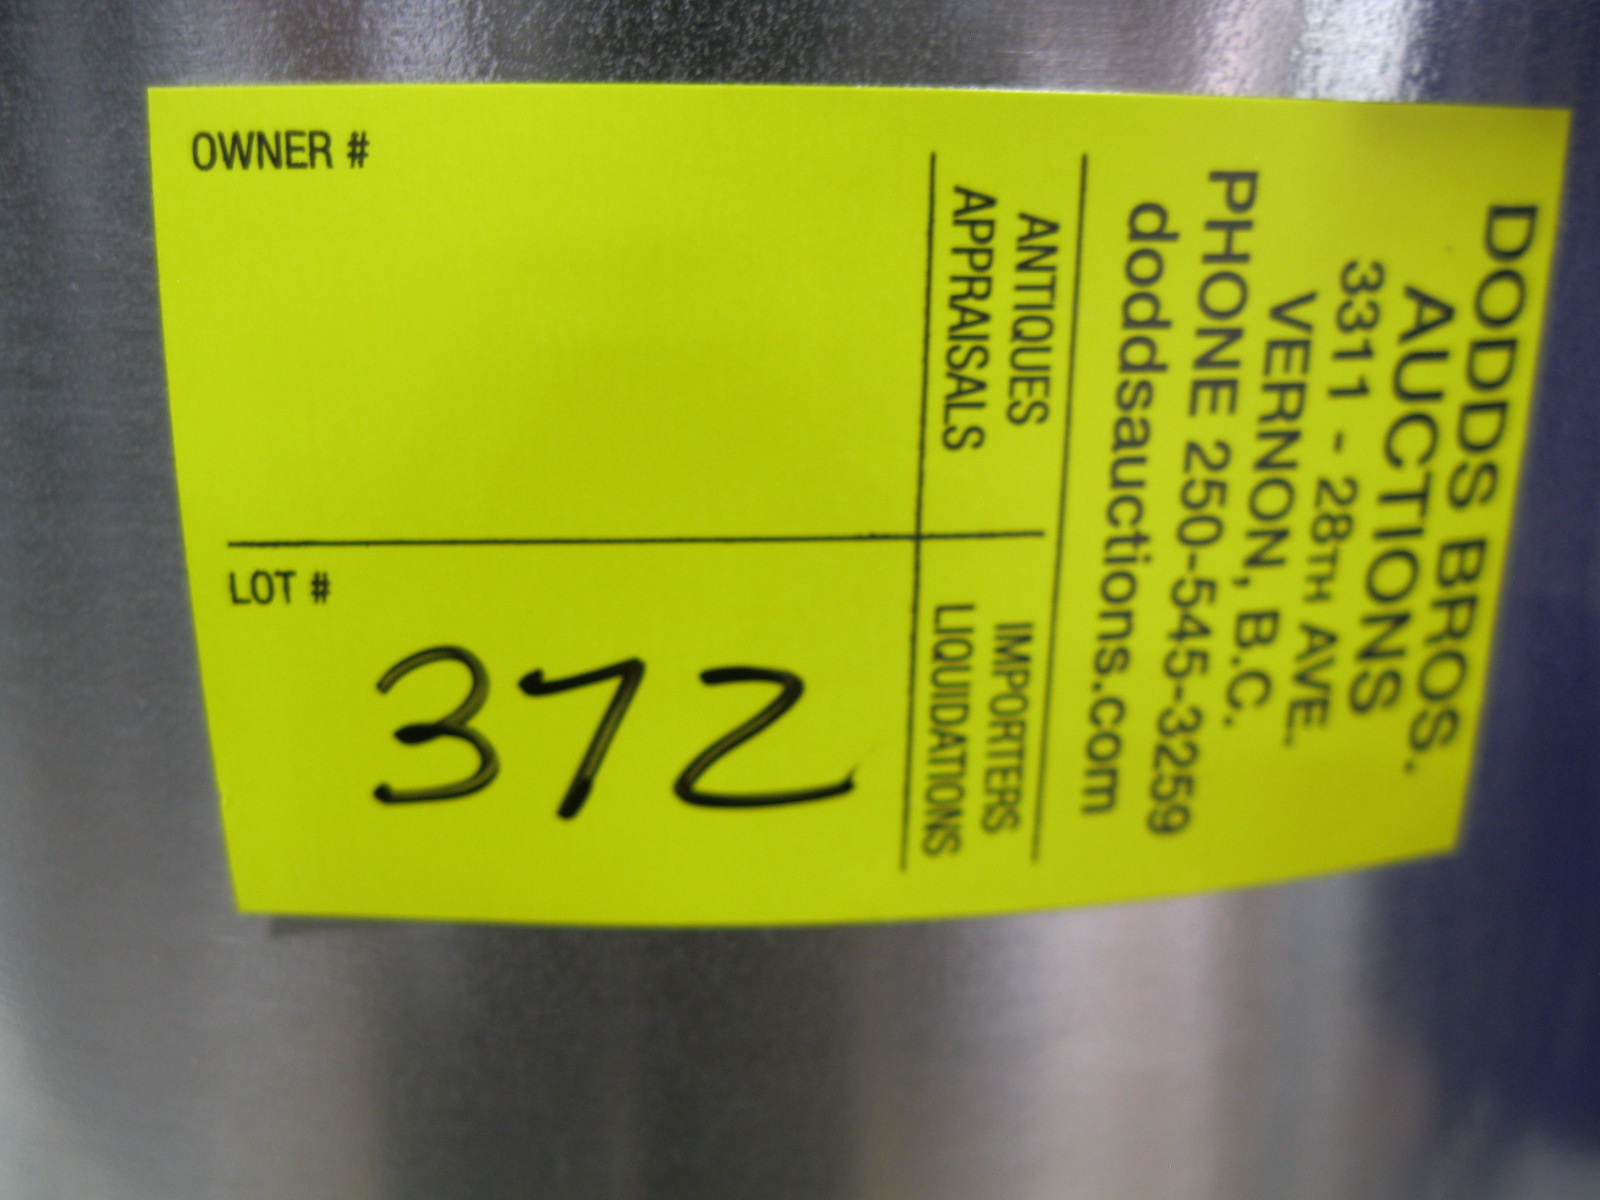 OWNER #
LOT #
372
ANTIQUES
APPRAISALS
IMPORTERS
LIQUIDATIONS
DODDS BROS.
AUCTIONS
3311 - 28TH AVE.
VERNON, B.C.
PHONE 250-545-3259
doddsauctions.com